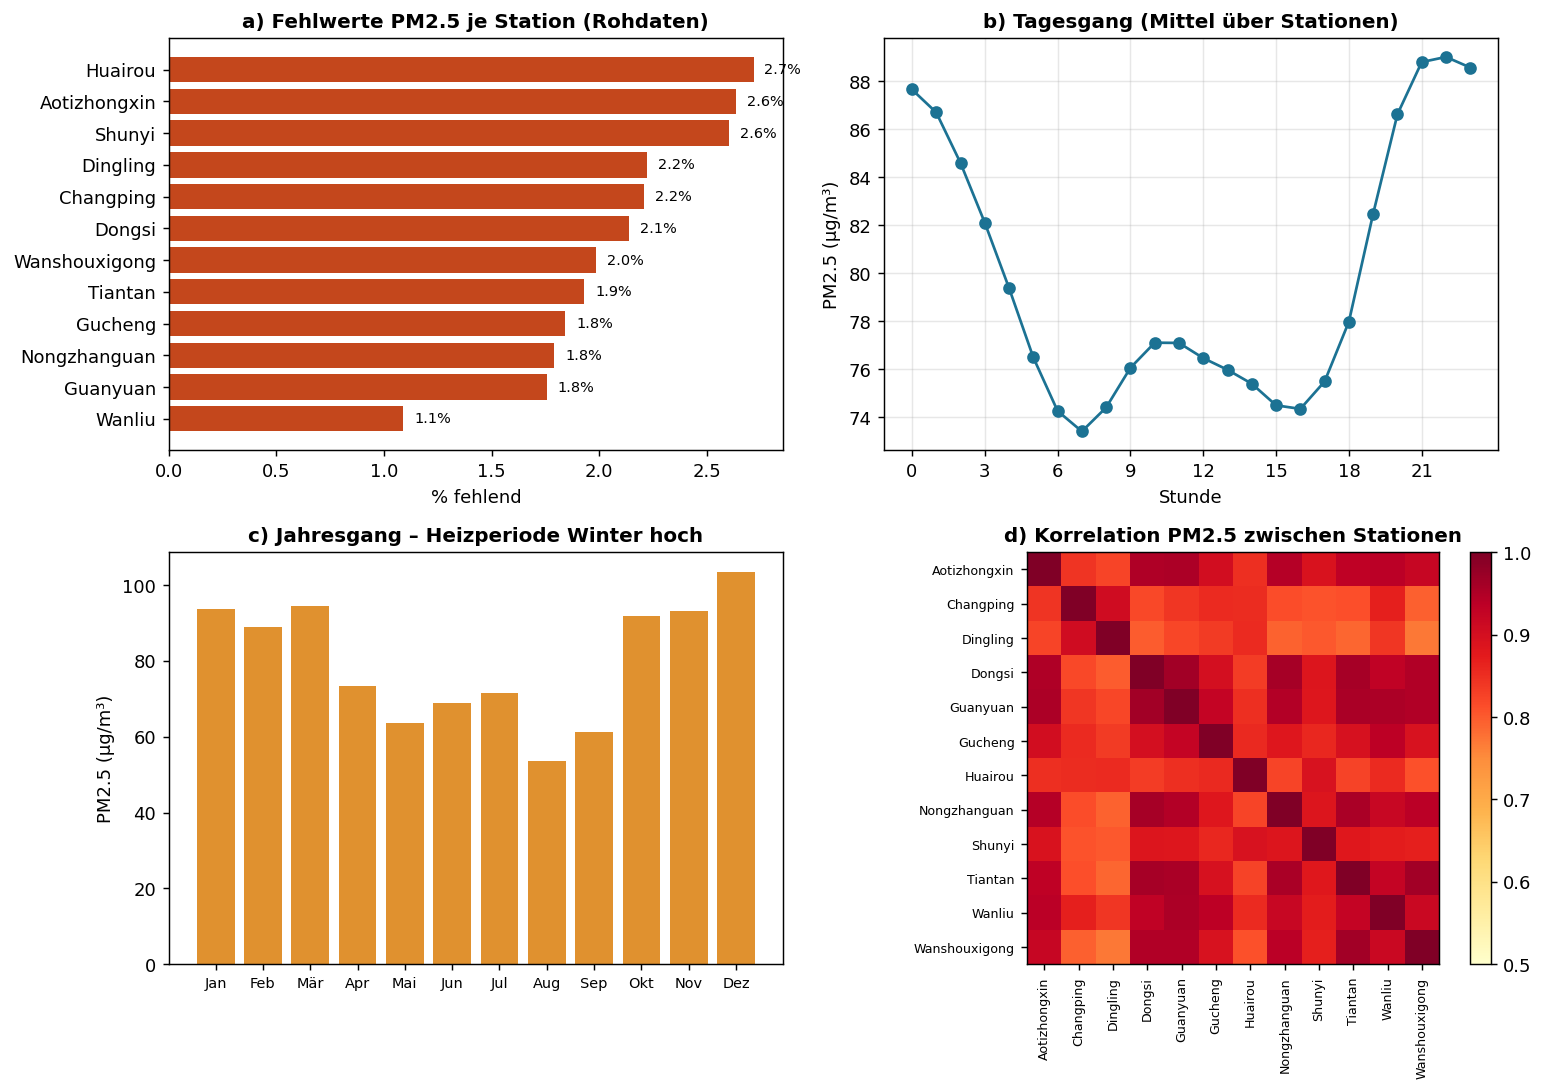 a) Fehlwerte PM2.5 je Station (Rohdaten)
Huairou 2.7%
Aotizhongxin 2.6%
Shunyi 2.6%
Dingling 2.2%
Changping 2.2%
Dongsi 2.1%
Wanshouxigong 2.0%
Tiantan 1.9%
Gucheng 1.8%
Nongzhanguan 1.8%
Guanyuan 1.8%
Wanliu 1.1%
0.0 0.5 1.0 1.5 2.0 2.5
% fehlend
b) Tagesgang (Mittel über Stationen)
PM2.5 (µg/m³)
88
86
84
82
80
78
76
74
0 3 6 9 12 15 18 21
Stunde
c) Jahresgang – Heizperiode Winter hoch
PM2.5 (µg/m³)
100
80
60
40
20
0
Jan Feb Mär Apr Mai Jun Jul Aug Sep Okt Nov Dez
d) Korrelation PM2.5 zwischen Stationen
Aotizhongxin
Changping
Dingling
Dongsi
Guanyuan
Gucheng
Huairou
Nongzhanguan
Shunyi
Tiantan
Wanliu
Wanshouxigong
Aotizhongxin
Changping
Dingling
Dongsi
Guanyuan
Gucheng
Huairou
Nongzhanguan
Shunyi
Tiantan
Wanliu
Wanshouxigong
1.0
0.9
0.8
0.7
0.6
0.5